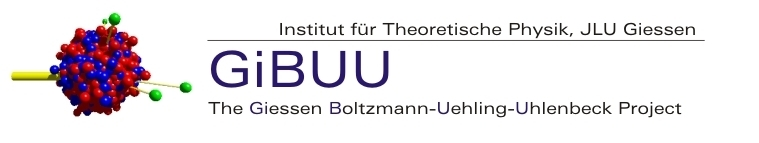 Institut für Theoretische Physik, JLU Giessen
GiBUU
The Giessen Boltzmann-Uehling-Uhlenbeck Project